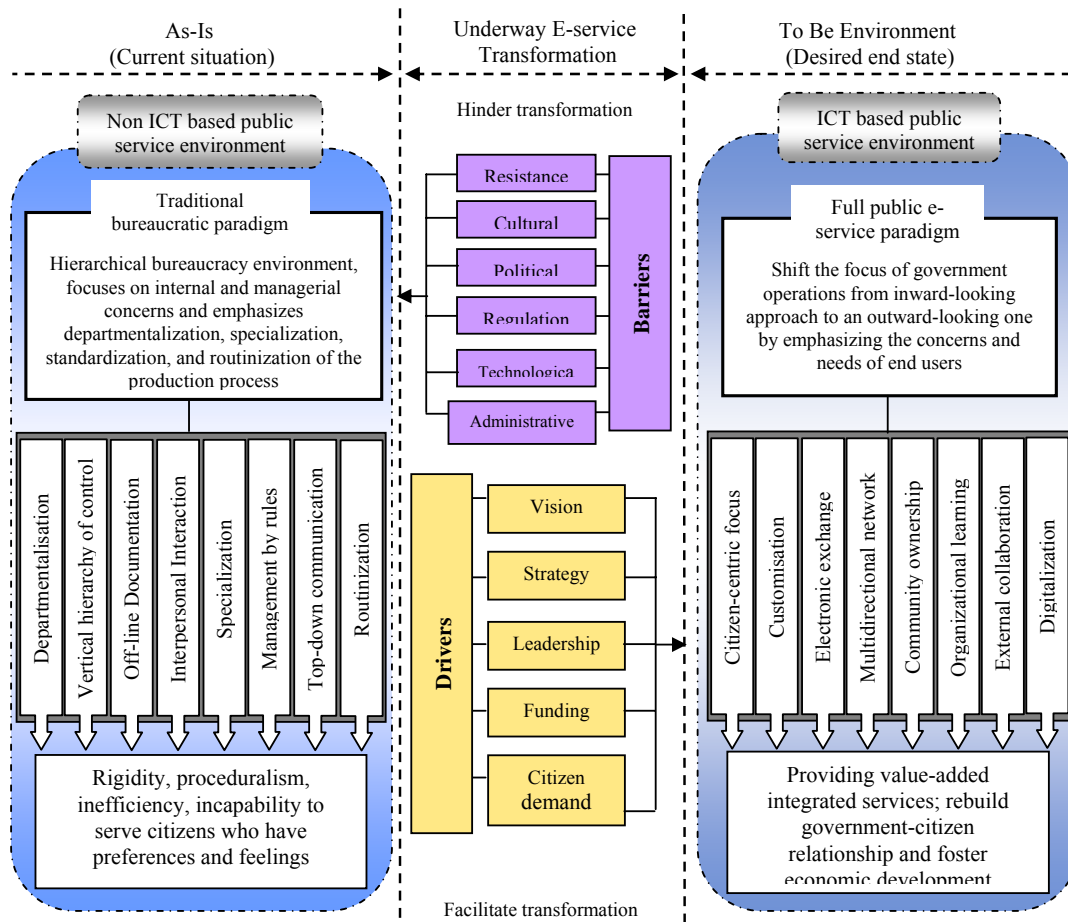 As-Is
(Current situation)
Underway E-service
Transformation
To Be Environment
(Desired end state)
Non ICT based public
service environment
Traditional
bureaucratic paradigm
Hierarchical bureaucracy environment,
focuses on internal and managerial
concerns and emphasizes
departmentalization, specialization,
standardization, and routinization of the
production process
Departmentalisation
Vertical hierarchy of control
Off-line Documentation
Interpersonal Interaction
Specialization
Management by rules
Top-down communication
Routinization
Rigidity, proceduralism,
inefficiency, incapability to
serve citizens who have
preferences and feelings
Hinder transformation
Resistance
Cultural
Political
Regulation
Technologica
Administrative
Barriers
Drivers
Vision
Strategy
Leadership
Funding
Citizen
demand
Facilitate transformation
ICT based public
service environment
Full public e-
service paradigm
Shift the focus of government
operations from inward-looking
approach to an outward-looking one
by emphasizing the concerns and
needs of end users
Citizen-centric focus
Customisation
Electronic exchange
Multidirectional network
Community ownership
Organizational learning
External collaboration
Digitalization
Providing value-added
integrated services; rebuild
government-citizen
relationship and foster
economic development